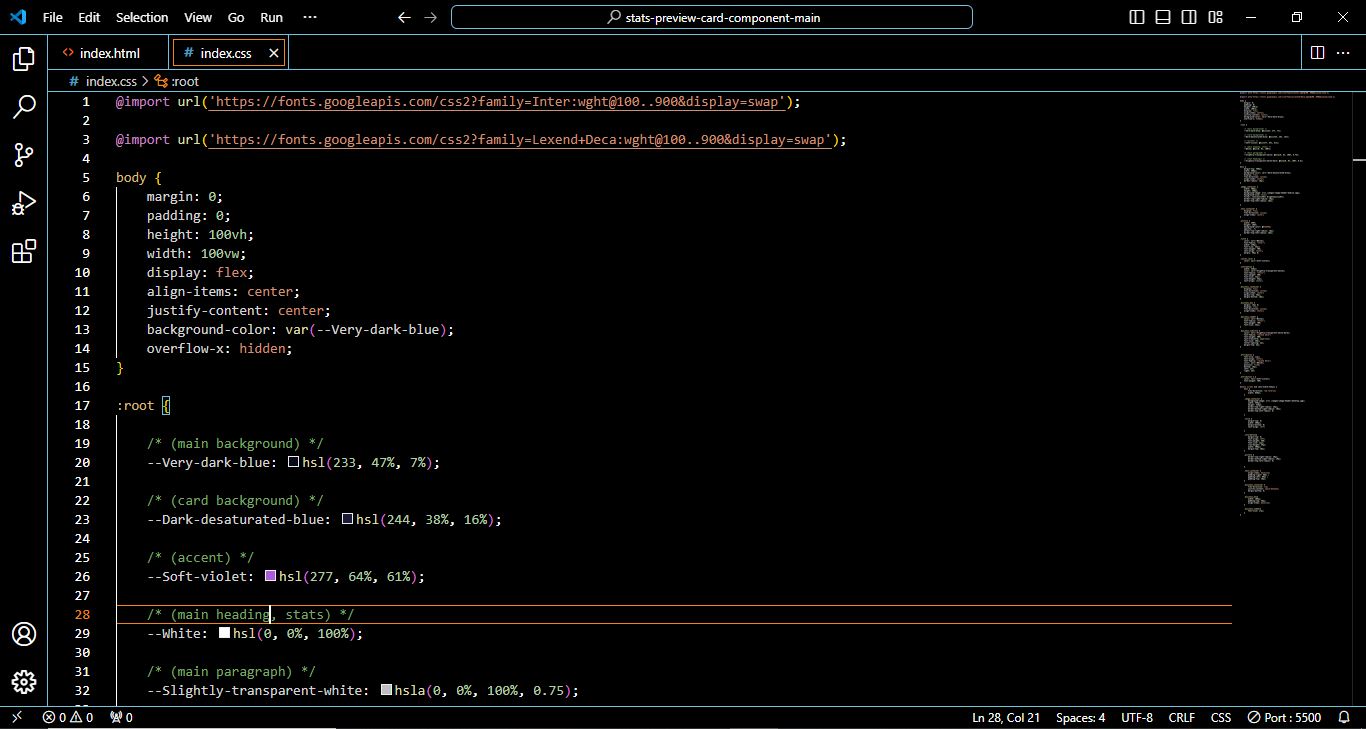 File Edit Selection View Go Run ··· stats-preview-card-component-main
index.html # index.css
# index.css > :root
1 @import url('https://fonts.googleapis.com/css2?family=Inter:wght@100..900&display=swap');
2
3 @import url('https://fonts.googleapis.com/css2?family=Lexend+Deca:wght@100..900&display=swap');
4
5 body {
6 margin: 0;
7 padding: 0;
8 height: 100vh;
9 width: 100vw;
10 display: flex;
11 align-items: center;
12 justify-content: center;
13 background-color: var(--Very-dark-blue);
14 overflow-x: hidden;
15 }
16
17 :root {
18
19 /* (main background) */
20 --Very-dark-blue: hsl(233, 47%, 7%);
21
22 /* (card background) */
23 --Dark-desaturated-blue: hsl(244, 38%, 16%);
24
25 /* (accent) */
26 --Soft-violet: hsl(277, 64%, 61%);
27
28 /* (main heading, stats) */
29 --White: hsl(0, 0%, 100%);
30
31 /* (main paragraph) */
32 --Slightly-transparent-white: hsla(0, 0%, 100%, 0.75);
0 0 0 Ln 28, Col 21 Spaces: 4 UTF-8 CRLF CSS Port : 5500